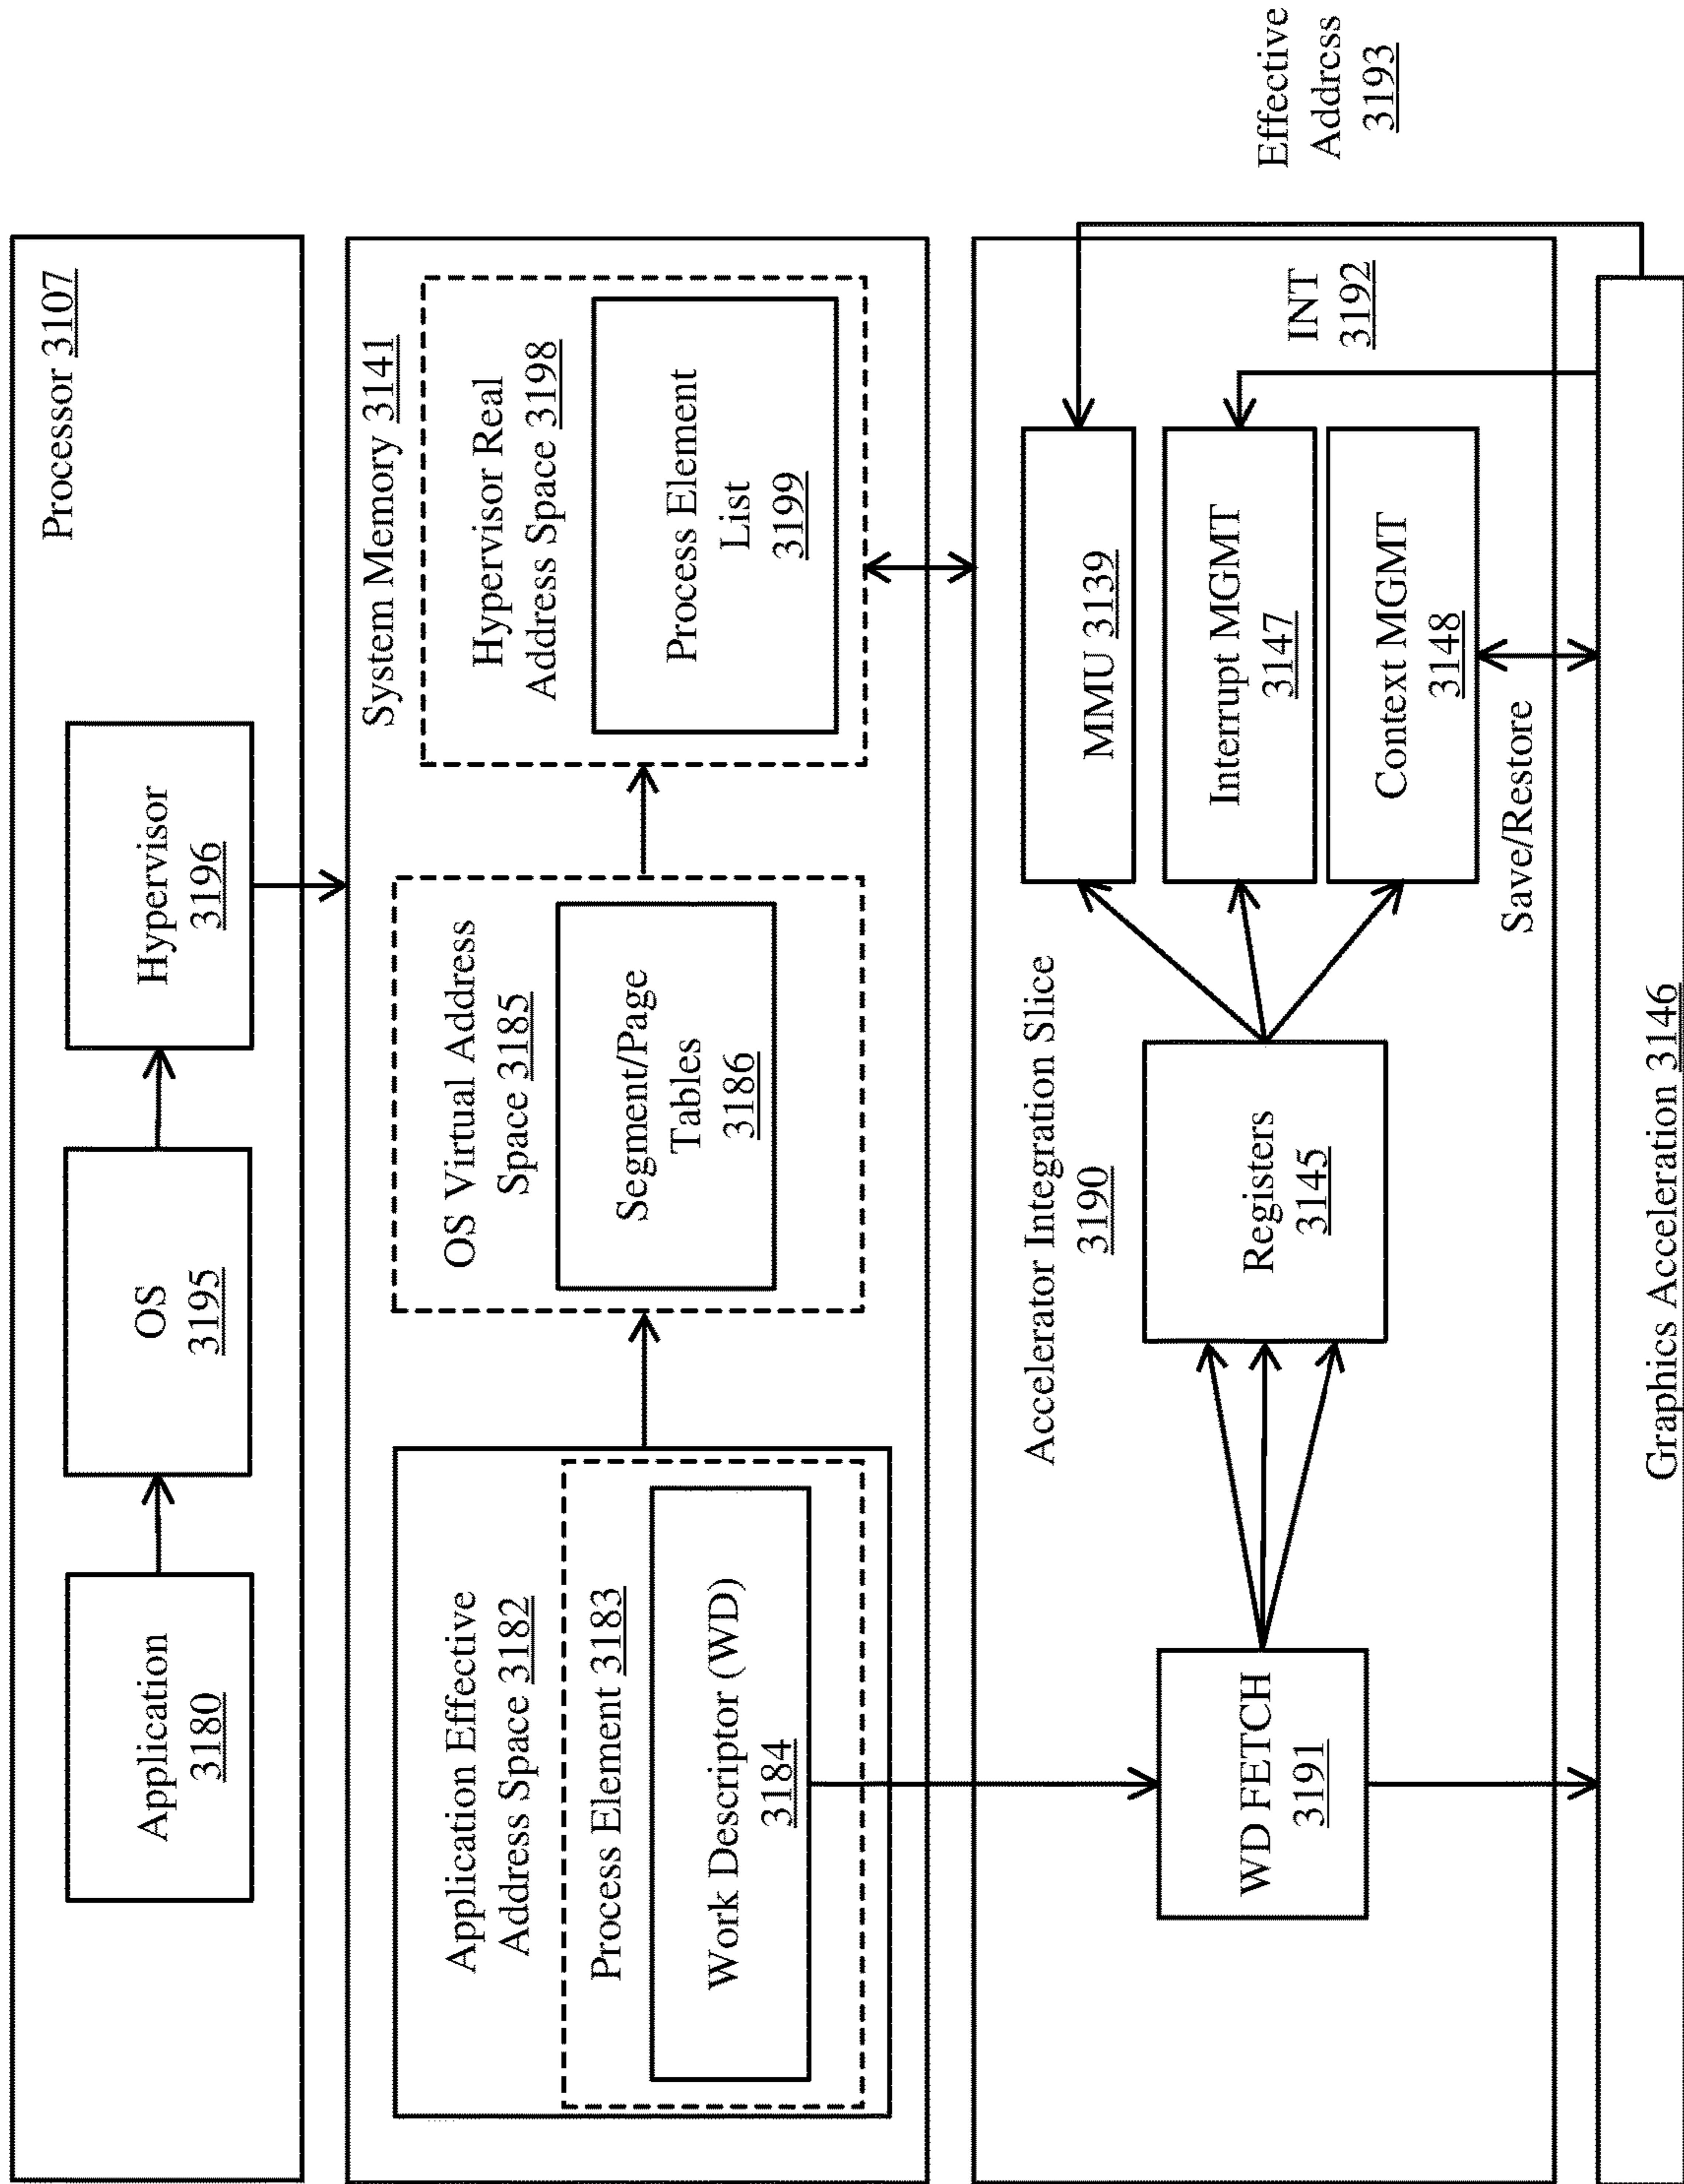 Processor 3107
Application
3180
OS
3195
Hypervisor
3196
System Memory 3141
Application Effective
Address Space 3182
Process Element 3183
Work Descriptor (WD)
3184
OS Virtual Address
Space 3185
Segment/Page
Tables
3186
Hypervisor Real
Address Space 3198
Process Element
List
3199
Accelerator Integration Slice
3190
WD FETCH
3191
Registers
3145
MMU 3139
Interrupt MGMT
3147
Context MGMT
3148
INT
3192
Save/Restore
Effective
Address
3193
Graphics Acceleration 3146